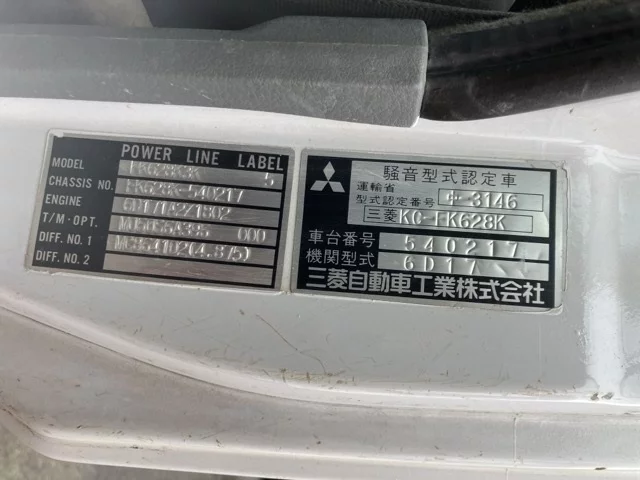 POWER LINE LABEL
MODEL FK628CK 5
CHASSIS NO. FK628K-540217
ENGINE 6D17
T/M-OPT. 000
DIFF. NO. 1 (4.875)
DIFF. NO. 2
騒音型式認定車
運輸省
型式認定番号 3146
三菱 KC-FK628K
車台番号 540217
機関型式 6D17
三菱自動車工業株式会社